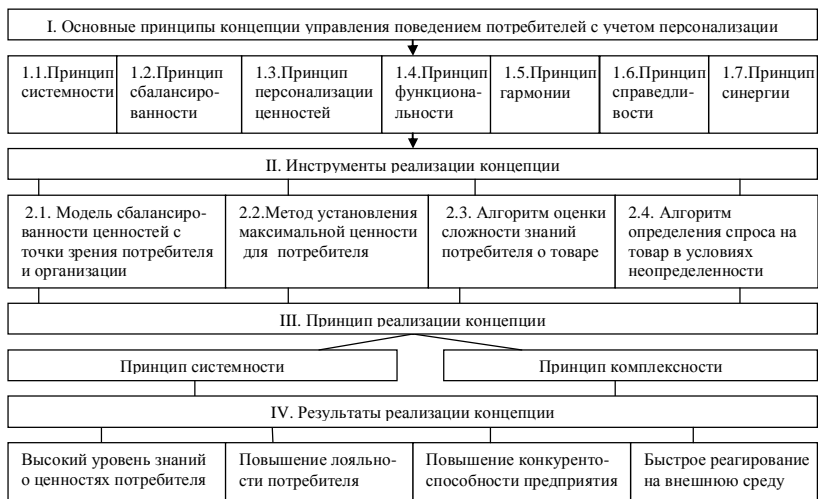 I. Основные принципы концепции управления поведением потребителей с учетом персонализации
1.1.Принцип
системности
1.2.Принцип
сбалансиро-
ванности
1.3.Принцип
персонализации
ценностей
1.4.Принцип
функциона-
льности
1.5.Принцип
гармонии
1.6.Принцип
справедли-
вости
1.7.Принцип
синергии
II. Инструменты реализации концепции
2.1. Модель сбалансиро-
ванности ценностей с
точки зрения потребителя
и организации
2.2.Метод установления
максимальной ценности
для потребителя
2.3. Алгоритм оценки
сложности знаний
потребителя о товаре
2.4. Алгоритм
определения спроса на
товар в условиях
неопределенности
III. Принцип реализации концепции
Принцип системности
Принцип комплексности
IV. Результаты реализации концепции
Высокий уровень знаний
о ценностях потребителя
Повышение лояльно-
сти потребителя
Повышение конкуренто-
способности предприятия
Быстрое реагирование
на внешнюю среду